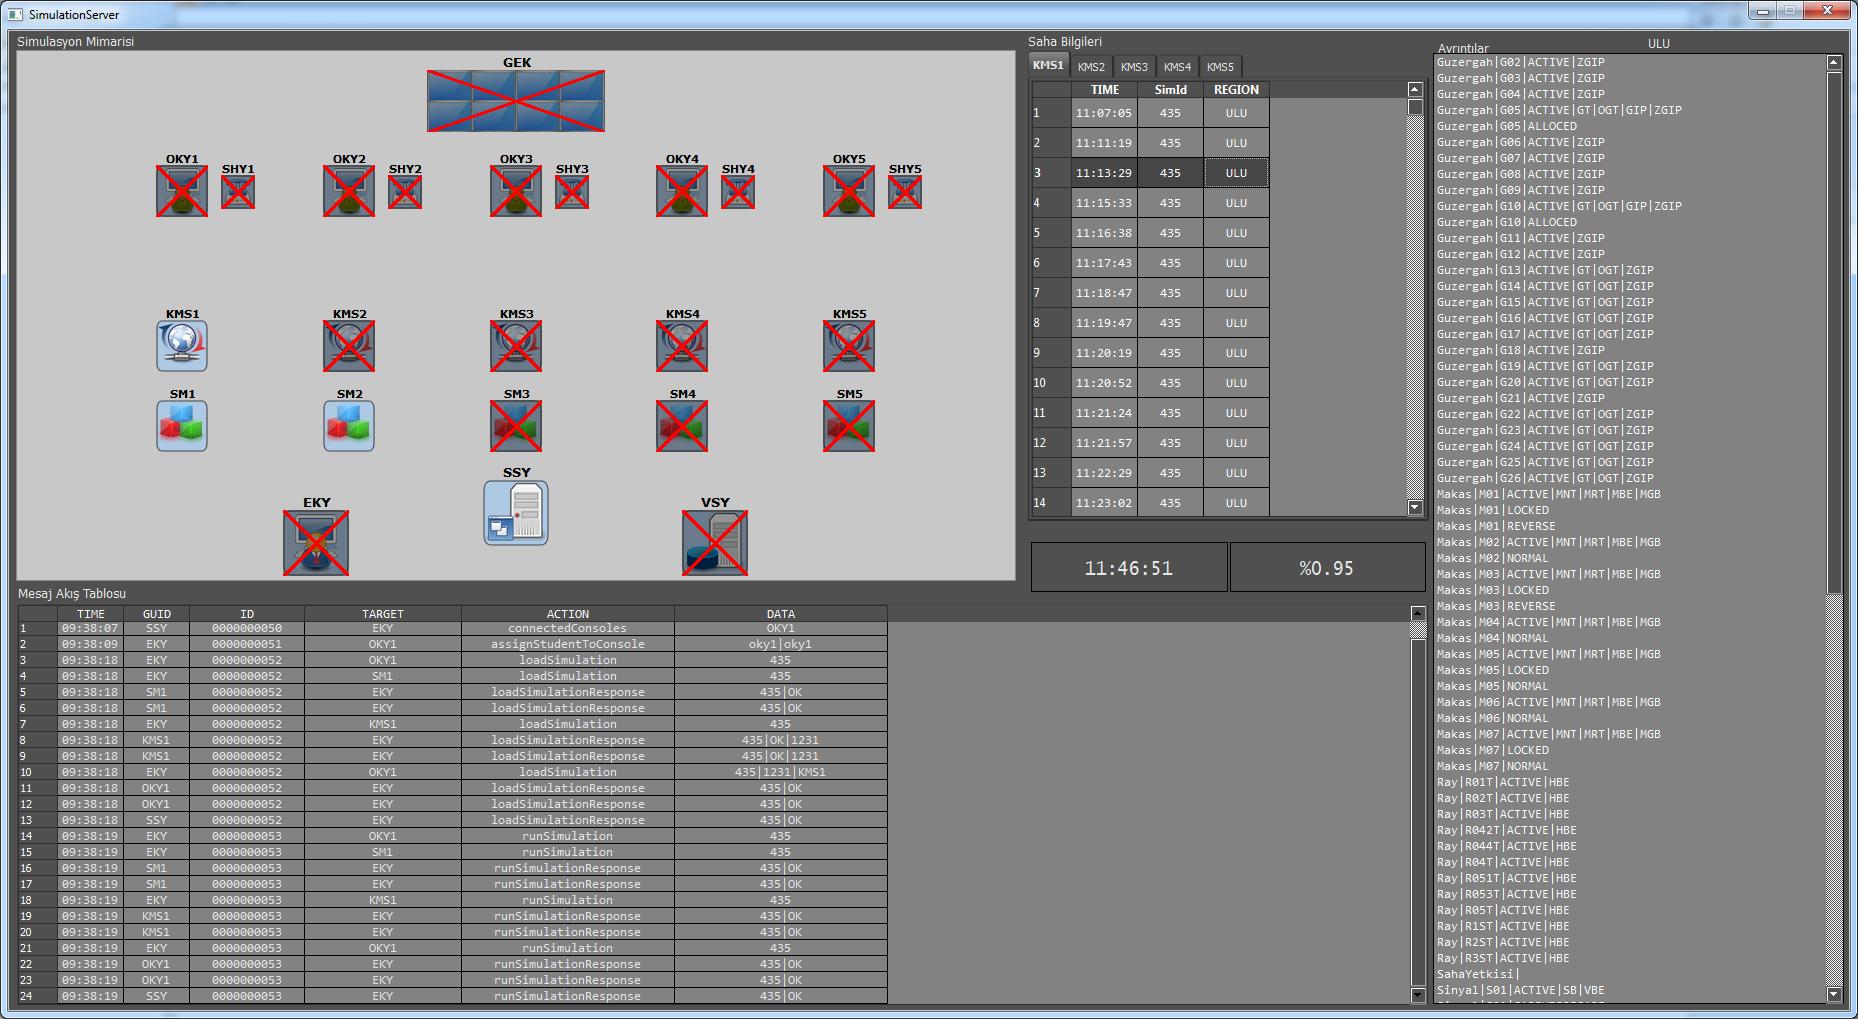 SimulationServer
Simulasyon Mimarisi
GEK
OKY1
SHY1
OKY2
SHY2
OKY3
SHY3
OKY4
SHY4
OKY5
SHY5
KMS1
KMS2
KMS3
KMS4
KMS5
SM1
SM2
SM3
SM4
SM5
SSY
EKY
VSY
Saha Bilgileri
KMS1 KMS2 KMS3 KMS4 KMS5
TIME SimId REGION
1 11:07:05 435 ULU
2 11:11:19 435 ULU
3 11:13:29 435 ULU
4 11:15:33 435 ULU
5 11:16:38 435 ULU
6 11:17:43 435 ULU
7 11:18:47 435 ULU
8 11:19:47 435 ULU
9 11:20:19 435 ULU
10 11:20:52 435 ULU
11 11:21:24 435 ULU
12 11:21:57 435 ULU
13 11:22:29 435 ULU
14 11:23:02 435 ULU
11:46:51
%0.95
Mesaj Akış Tablosu
TIME GUID ID TARGET ACTION DATA
1 09:38:07 SSY 0000000050 EKY connectedConsoles OKY1
2 09:38:09 EKY 0000000051 OKY1 assignStudentToConsole oky1|oky1
3 09:38:18 EKY 0000000052 OKY1 loadSimulation 435
4 09:38:18 EKY 0000000052 SM1 loadSimulation 435
5 09:38:18 SM1 0000000052 EKY loadSimulationResponse 435|OK
6 09:38:18 SM1 0000000052 EKY loadSimulationResponse 435|OK
7 09:38:18 EKY 0000000052 KMS1 loadSimulation 435
8 09:38:18 KMS1 0000000052 EKY loadSimulationResponse 435|OK|1231
9 09:38:18 KMS1 0000000052 EKY loadSimulationResponse 435|OK|1231
10 09:38:18 EKY 0000000052 OKY1 loadSimulation 435|1231|KMS1
11 09:38:18 OKY1 0000000052 EKY loadSimulationResponse 435|OK
12 09:38:18 OKY1 0000000052 EKY loadSimulationResponse 435|OK
13 09:38:18 SSY 0000000052 EKY loadSimulationResponse 435|OK
14 09:38:19 EKY 0000000053 OKY1 runSimulation 435
15 09:38:19 EKY 0000000053 SM1 runSimulation 435
16 09:38:19 SM1 0000000053 EKY runSimulationResponse 435|OK
17 09:38:19 SM1 0000000053 EKY runSimulationResponse 435|OK
18 09:38:19 EKY 0000000053 KMS1 runSimulation 435
19 09:38:19 KMS1 0000000053 EKY runSimulationResponse 435|OK
20 09:38:19 KMS1 0000000053 EKY runSimulationResponse 435|OK
21 09:38:19 EKY 0000000053 OKY1 runSimulation 435
22 09:38:19 OKY1 0000000053 EKY runSimulationResponse 435|OK
23 09:38:19 OKY1 0000000053 EKY runSimulationResponse 435|OK
24 09:38:19 SSY 0000000053 EKY runSimulationResponse 435|OK
Ayrıntılar
ULU
Guzergah|G02|ACTIVE|ZGIP
Guzergah|G03|ACTIVE|ZGIP
Guzergah|G04|ACTIVE|ZGIP
Guzergah|G05|ACTIVE|GT|OGT|GIP|ZGIP
Guzergah|G05|ALLOCED
Guzergah|G06|ACTIVE|ZGIP
Guzergah|G07|ACTIVE|ZGIP
Guzergah|G08|ACTIVE|ZGIP
Guzergah|G09|ACTIVE|ZGIP
Guzergah|G10|ACTIVE|GT|OGT|GIP|ZGIP
Guzergah|G10|ALLOCED
Guzergah|G11|ACTIVE|ZGIP
Guzergah|G12|ACTIVE|ZGIP
Guzergah|G13|ACTIVE|GT|OGT|ZGIP
Guzergah|G14|ACTIVE|GT|OGT|ZGIP
Guzergah|G15|ACTIVE|GT|OGT|ZGIP
Guzergah|G16|ACTIVE|GT|OGT|ZGIP
Guzergah|G17|ACTIVE|GT|OGT|ZGIP
Guzergah|G18|ACTIVE|ZGIP
Guzergah|G19|ACTIVE|GT|OGT|ZGIP
Guzergah|G20|ACTIVE|GT|OGT|ZGIP
Guzergah|G21|ACTIVE|ZGIP
Guzergah|G22|ACTIVE|GT|OGT|ZGIP
Guzergah|G23|ACTIVE|GT|OGT|ZGIP
Guzergah|G24|ACTIVE|GT|OGT|ZGIP
Guzergah|G25|ACTIVE|GT|OGT|ZGIP
Guzergah|G26|ACTIVE|GT|OGT|ZGIP
Makas|M01|ACTIVE|MNT|MRT|MBE|MGB
Makas|M01|LOCKED
Makas|M01|REVERSE
Makas|M02|ACTIVE|MNT|MRT|MBE|MGB
Makas|M02|NORMAL
Makas|M03|ACTIVE|MNT|MRT|MBE|MGB
Makas|M03|LOCKED
Makas|M03|REVERSE
Makas|M04|ACTIVE|MNT|MRT|MBE|MGB
Makas|M04|NORMAL
Makas|M05|ACTIVE|MNT|MRT|MBE|MGB
Makas|M05|LOCKED
Makas|M05|NORMAL
Makas|M06|ACTIVE|MNT|MRT|MBE|MGB
Makas|M06|NORMAL
Makas|M07|ACTIVE|MNT|MRT|MBE|MGB
Makas|M07|LOCKED
Makas|M07|NORMAL
Ray|R01T|ACTIVE|HBE
Ray|R02T|ACTIVE|HBE
Ray|R03T|ACTIVE|HBE
Ray|R042T|ACTIVE|HBE
Ray|R044T|ACTIVE|HBE
Ray|R04T|ACTIVE|HBE
Ray|R051T|ACTIVE|HBE
Ray|R053T|ACTIVE|HBE
Ray|R05T|ACTIVE|HBE
Ray|R1ST|ACTIVE|HBE
Ray|R2ST|ACTIVE|HBE
Ray|R3ST|ACTIVE|HBE
SahaYetkisi|
Sinyal|S01|ACTIVE|SB|VBE